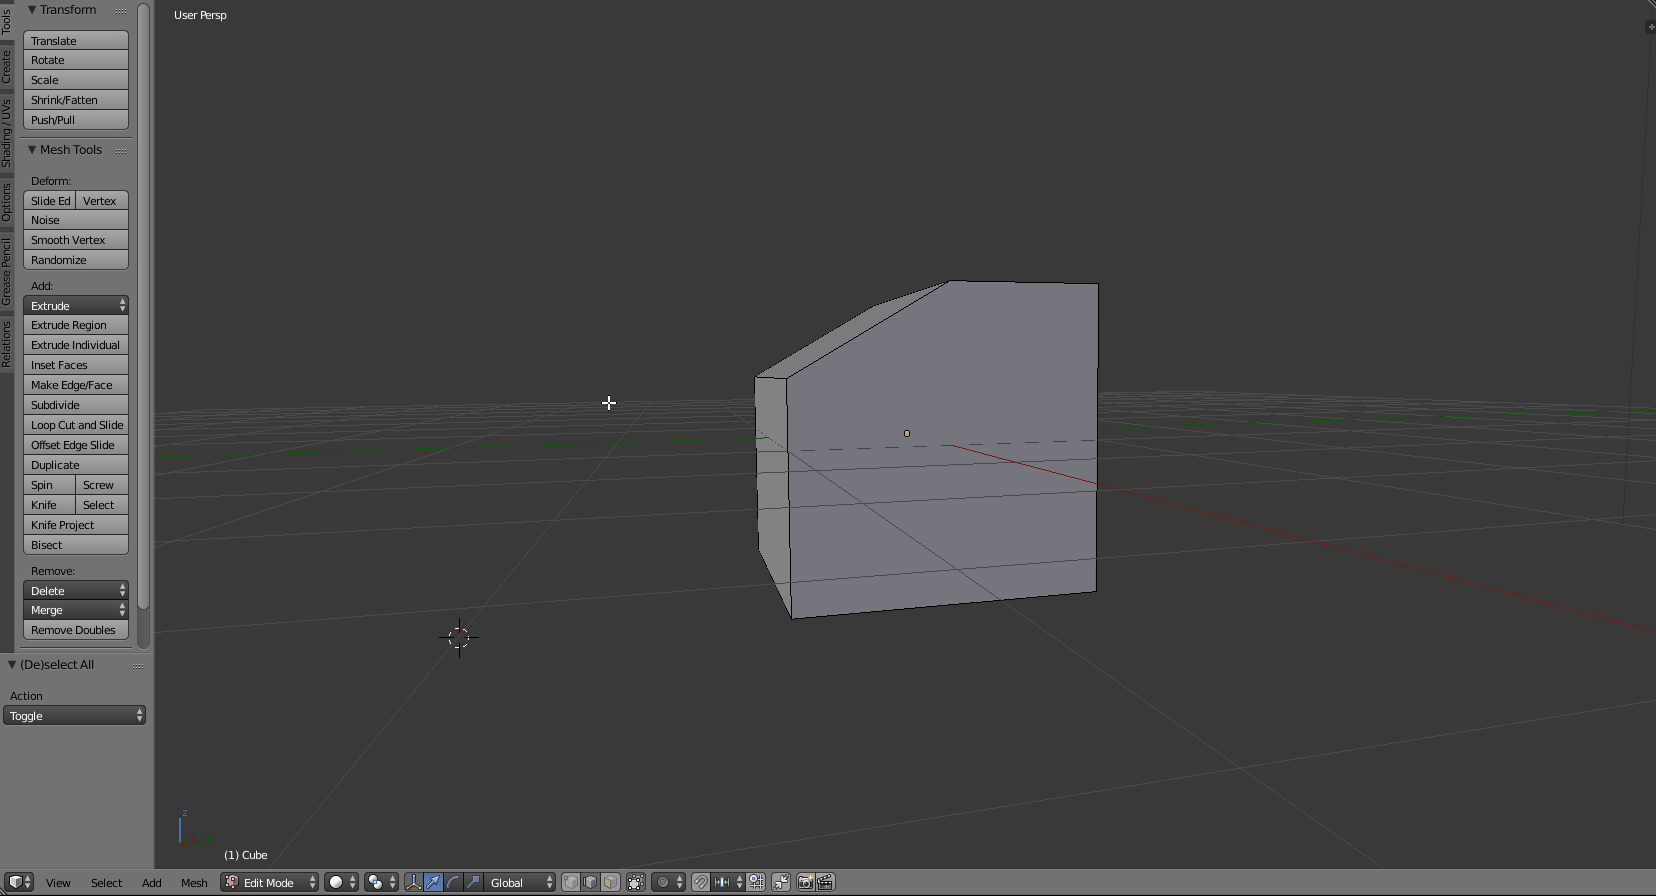 Tools
Create
Shading / UVs
Options
Grease Pencil
Relations
Transform
Translate
Rotate
Scale
Shrink/Fatten
Push/Pull
Mesh Tools
Deform:
Slide Ed Vertex
Noise
Smooth Vertex
Randomize
Add:
Extrude
Extrude Region
Extrude Individual
Inset Faces
Make Edge/Face
Subdivide
Loop Cut and Slide
Offset Edge Slide
Duplicate
Spin Screw
Knife Select
Knife Project
Bisect
Remove:
Delete
Merge
Remove Doubles
(De)select All
Action
Toggle
User Persp
z
(1) Cube
View Select Add Mesh Edit Mode Global